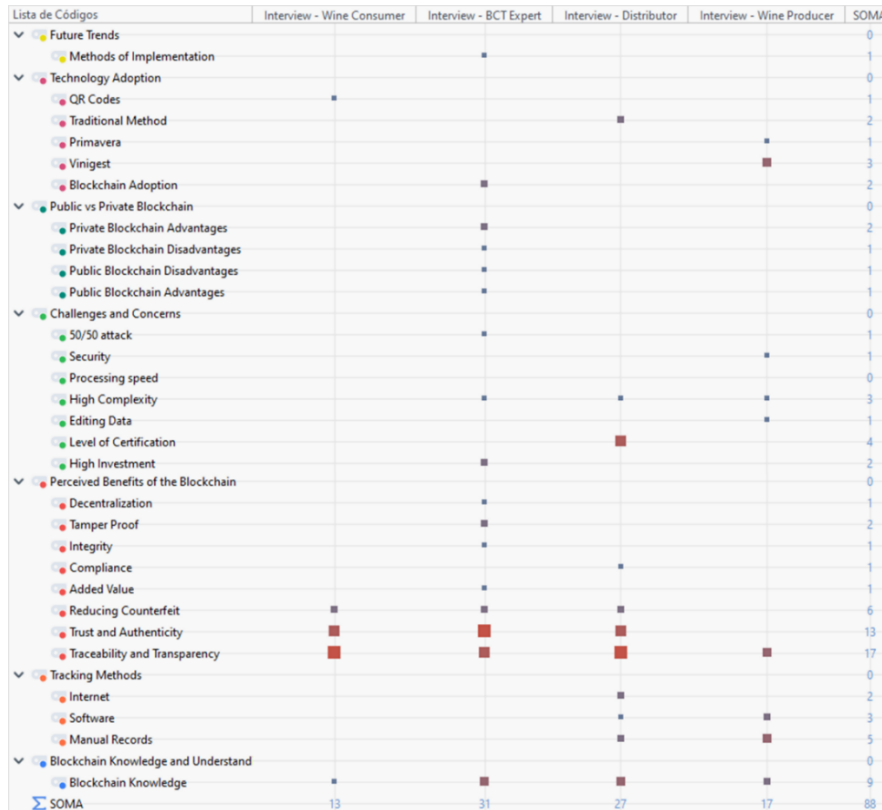 Lista de Códigos Interview - Wine Consumer Interview - BCT Expert Interview - Distributor Interview - Wine Producer SOMA
Future Trends 0
Methods of Implementation 1
Technology Adoption 0
QR Codes 1
Traditional Method 2
Primavera 1
Vinigest 3
Blockchain Adoption 2
Public vs Private Blockchain 0
Private Blockchain Advantages 2
Private Blockchain Disadvantages 1
Public Blockchain Disadvantages 1
Public Blockchain Advantages 1
Challenges and Concerns 0
50/50 attack 1
Security 1
Processing speed 0
High Complexity 3
Editing Data 1
Level of Certification 4
High Investment 2
Perceived Benefits of the Blockchain 0
Decentralization 1
Tamper Proof 2
Integrity 1
Compliance 1
Added Value 1
Reducing Counterfeit 6
Trust and Authenticity 13
Traceability and Transparency 17
Tracking Methods 0
Internet 2
Software 3
Manual Records 5
Blockchain Knowledge and Understand 0
Blockchain Knowledge 9
Σ SOMA 13 31 27 17 88